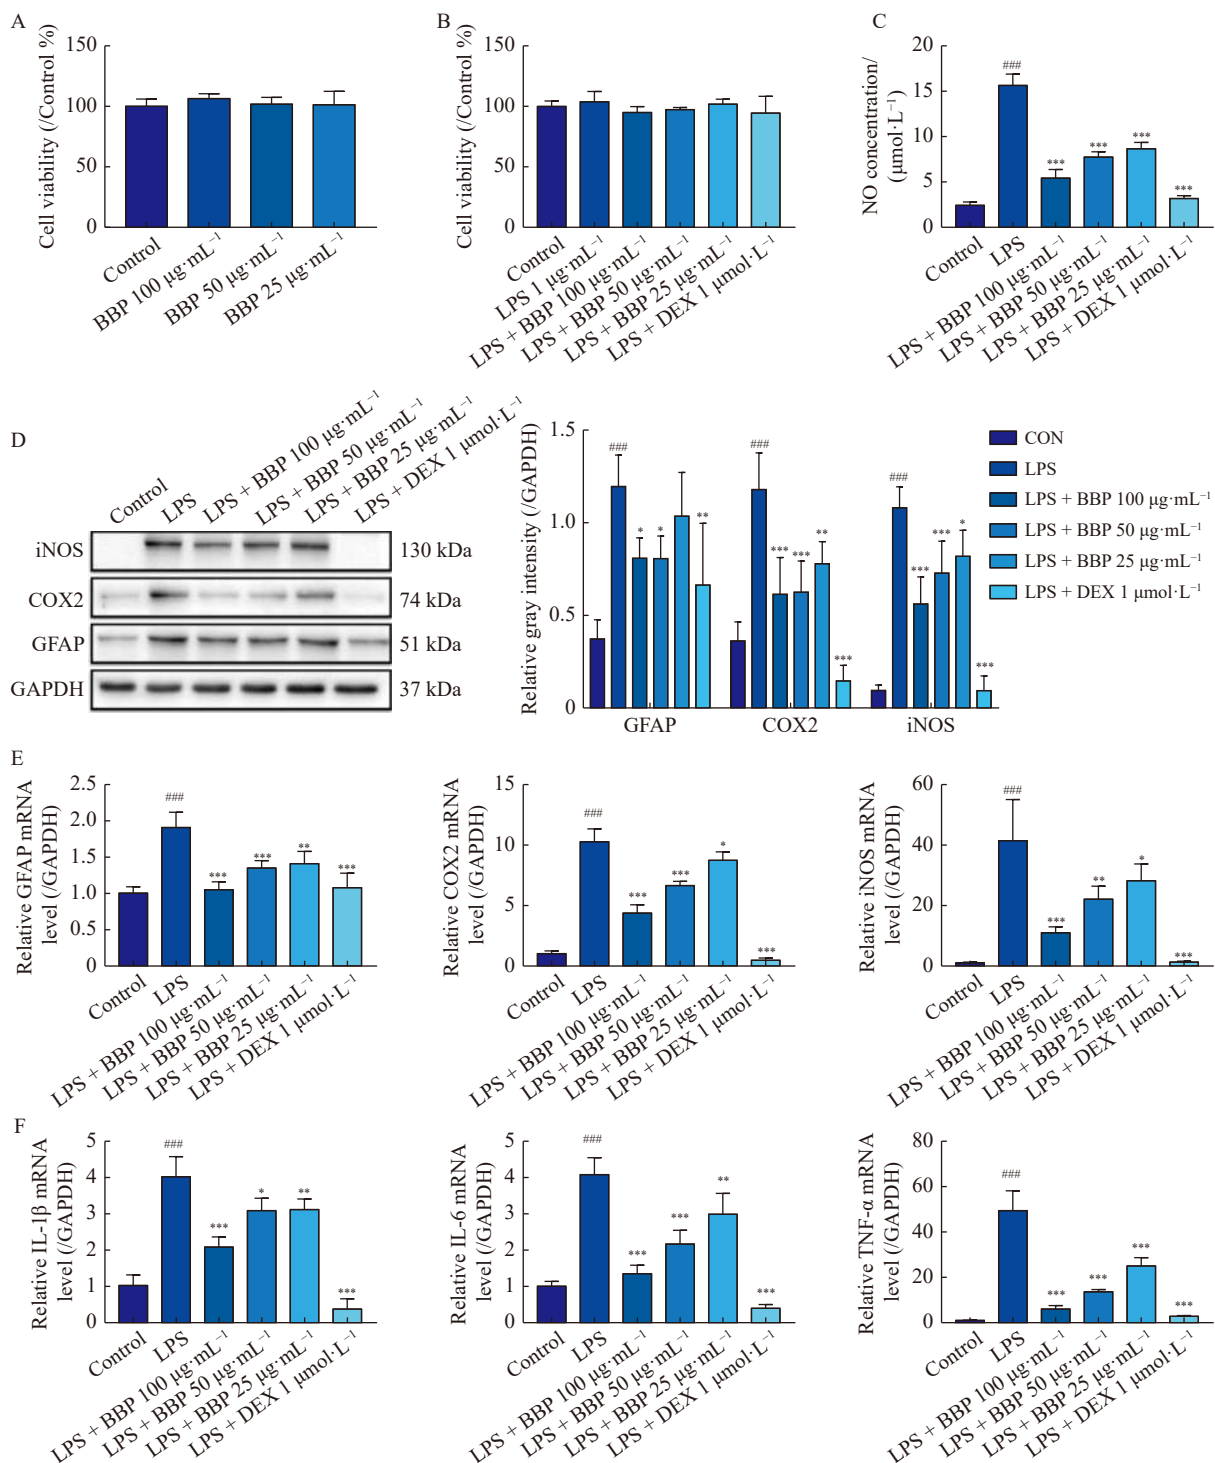 A
Cell viability (/Control %)
150
100
50
0
Control
BBP 100 μg·mL⁻¹
BBP 50 μg·mL⁻¹
BBP 25 μg·mL⁻¹
B
Cell viability (/Control %)
150
100
50
0
Control
LPS 1 μg·mL⁻¹
LPS + BBP 100 μg·mL⁻¹
LPS + BBP 50 μg·mL⁻¹
LPS + BBP 25 μg·mL⁻¹
LPS + DEX 1 μmol·L⁻¹
C
NO concentration/
(μmol·L⁻¹)
20
15
10
5
0
###
***
***
***
***
Control
LPS
LPS + BBP 100 μg·mL⁻¹
LPS + BBP 50 μg·mL⁻¹
LPS + BBP 25 μg·mL⁻¹
LPS + DEX 1 μmol·L⁻¹
D
Control
LPS
LPS + BBP 100 μg·mL⁻¹
LPS + BBP 50 μg·mL⁻¹
LPS + BBP 25 μg·mL⁻¹
LPS + DEX 1 μmol·L⁻¹
iNOS
130 kDa
COX2
74 kDa
GFAP
51 kDa
GAPDH
37 kDa
Relative gray intensity (/GAPDH)
1.5
1.0
0.5
0
###
*
*
**
###
***
***
**
***
###
***
***
*
***
GFAP
COX2
iNOS
CON
LPS
LPS + BBP 100 μg·mL⁻¹
LPS + BBP 50 μg·mL⁻¹
LPS + BBP 25 μg·mL⁻¹
LPS + DEX 1 μmol·L⁻¹
E
Relative GFAP mRNA
level (/GAPDH)
2.5
2.0
1.5
1.0
0.5
0
###
***
***
**
***
Control
LPS
LPS + BBP 100 μg·mL⁻¹
LPS + BBP 50 μg·mL⁻¹
LPS + BBP 25 μg·mL⁻¹
LPS + DEX 1 μmol·L⁻¹
Relative COX2 mRNA
level (/GAPDH)
15
10
5
0
###
***
***
*
***
Control
LPS
LPS + BBP 100 μg·mL⁻¹
LPS + BBP 50 μg·mL⁻¹
LPS + BBP 25 μg·mL⁻¹
LPS + DEX 1 μmol·L⁻¹
Relative iNOS mRNA
level (/GAPDH)
60
40
20
0
###
***
**
*
***
Control
LPS
LPS + BBP 100 μg·mL⁻¹
LPS + BBP 50 μg·mL⁻¹
LPS + BBP 25 μg·mL⁻¹
LPS + DEX 1 μmol·L⁻¹
F
Relative IL-1β mRNA
level (/GAPDH)
5
4
3
2
1
0
###
***
*
**
***
Control
LPS
LPS + BBP 100 μg·mL⁻¹
LPS + BBP 50 μg·mL⁻¹
LPS + BBP 25 μg·mL⁻¹
LPS + DEX 1 μmol·L⁻¹
Relative IL-6 mRNA
level (/GAPDH)
5
4
3
2
1
0
###
***
***
**
***
Control
LPS
LPS + BBP 100 μg·mL⁻¹
LPS + BBP 50 μg·mL⁻¹
LPS + BBP 25 μg·mL⁻¹
LPS + DEX 1 μmol·L⁻¹
Relative TNF-α mRNA
level (/GAPDH)
80
60
40
20
0
###
***
***
***
***
Control
LPS
LPS + BBP 100 μg·mL⁻¹
LPS + BBP 50 μg·mL⁻¹
LPS + BBP 25 μg·mL⁻¹
LPS + DEX 1 μmol·L⁻¹